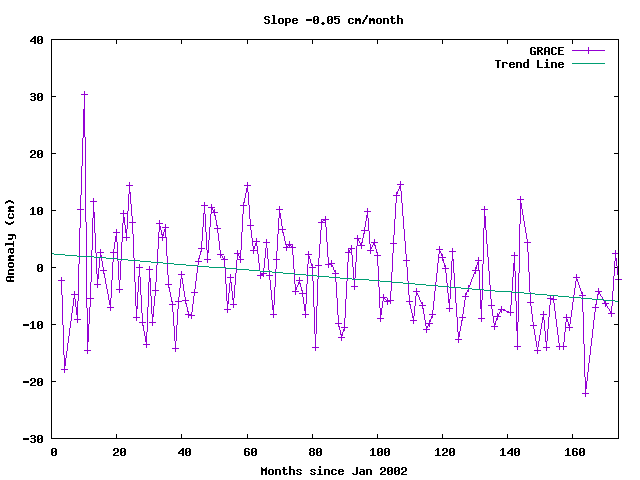 Slope -0.05 cm/month
GRACE
Trend Line
40
30
20
10
0
-10
-20
-30
Anomaly (cm)
0 20 40 60 80 100 120 140 160
Months since Jan 2002